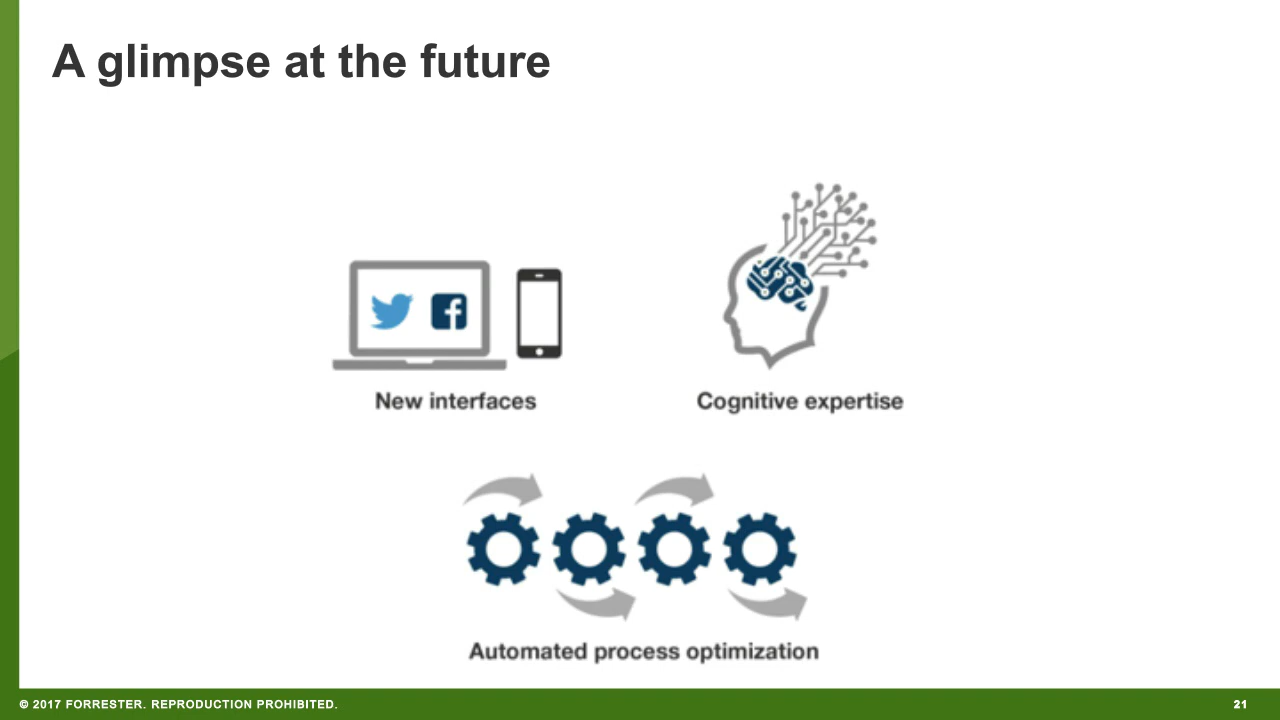 A glimpse at the future
New interfaces
Cognitive expertise
Automated process optimization
© 2017 FORRESTER. REPRODUCTION PROHIBITED.
21